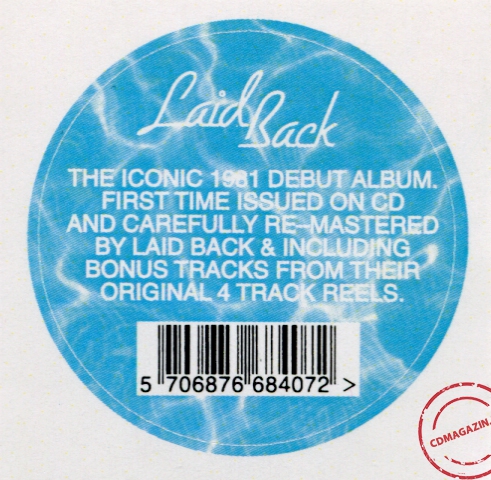 Laid Back
THE ICONIC 1981 DEBUT ALBUM.
FIRST TIME ISSUED ON CD
AND CAREFULLY RE-MASTERED
BY LAID BACK & INCLUDING
BONUS TRACKS FROM THEIR
ORIGINAL 4 TRACK REELS.
5 706876 684072 >
CDMAGAZIN.